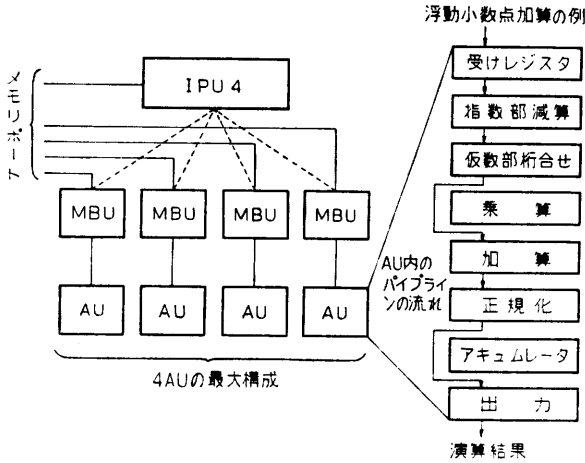 浮動小数点加算の例
メモリポート
IPU 4
MBU
MBU
MBU
MBU
AU
AU
AU
AU
4AUの最大構成
AU内の
パイプライ
ンの流れ
受けレジスタ
指数部減算
仮数部桁合せ
乗 算
加 算
正規化
アキュムレータ
出 力
演算結果